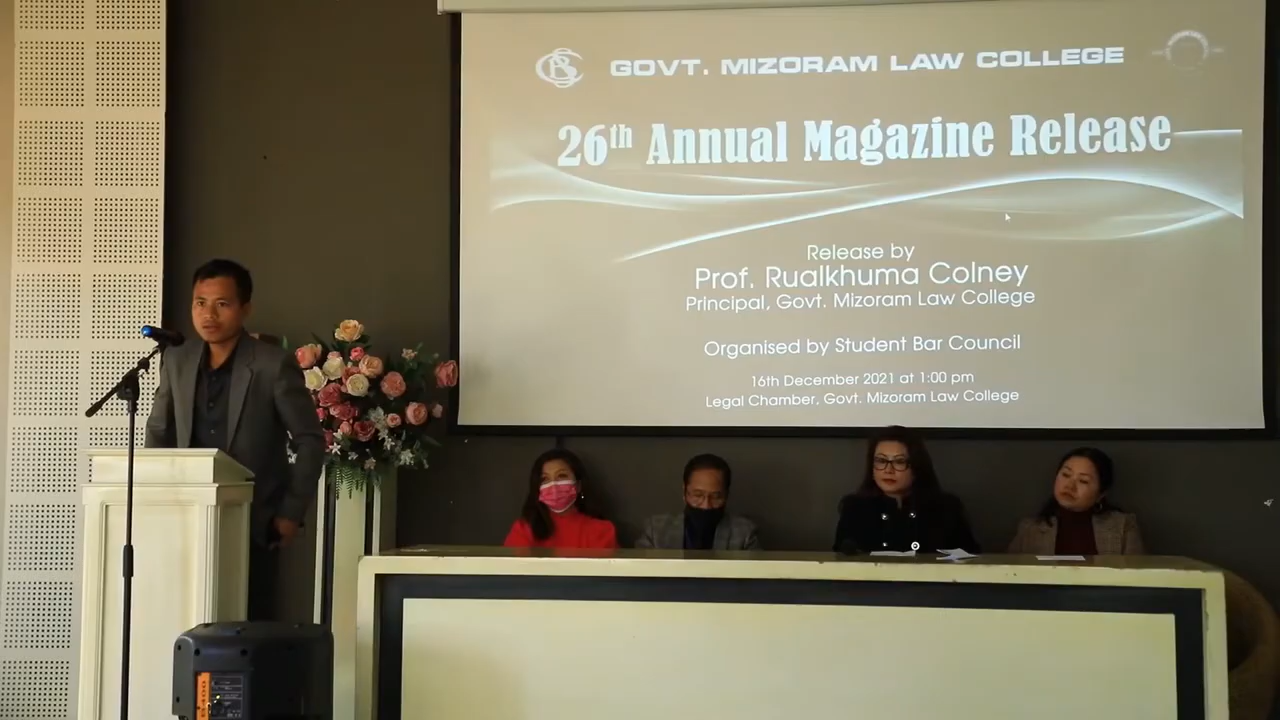 GOVT. MIZORAM LAW COLLEGE
26th Annual Magazine Release
Release by
Prof. Rualkhuma Colney
Principal, Govt. Mizoram Law College
Organised by Student Bar Council
16th December 2021 at 1:00 pm
Legal Chamber, Govt. Mizoram Law College